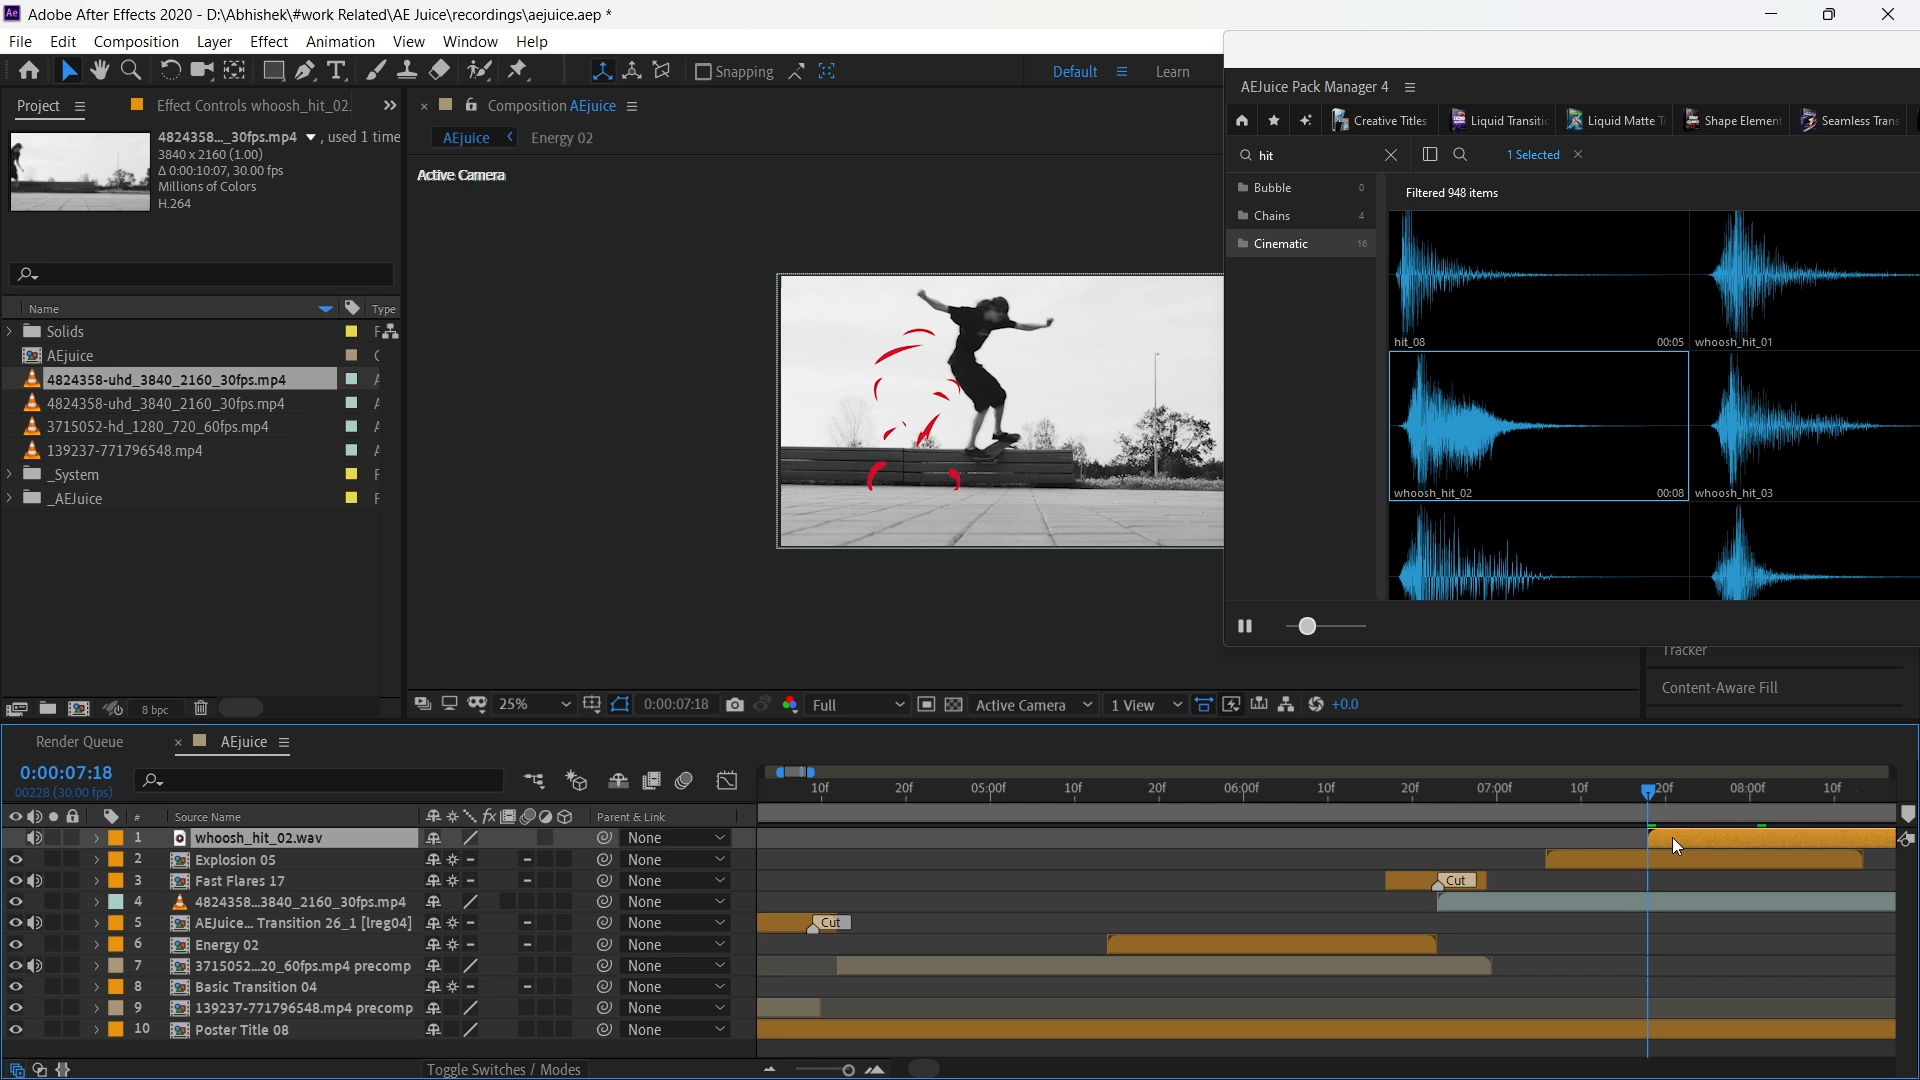 Adobe After Effects 2020 - D:\Abhishek\#work Related\AE Juice\recordings\aejuice.aep *
File Edit Composition Layer Effect Animation View Window Help
Snapping Default Learn
AEJuice Pack Manager 4
Project Effect Controls whoosh_hit_02. Composition AEjuice
Creative Titles Liquid Transitic Liquid Matte T Shape Element Seamless Trans
4824358..._30fps.mp4 , used 1 time
3840 x 2160 (1.00)
Δ 0:00:10:07, 30.00 fps
Millions of Colors
H.264
AEjuice Energy 02
Active Camera
hit 1 Selected
Filtered 948 items
Bubble 0
Chains 4
Cinematic 16
hit_08 00:05 whoosh_hit_01
whoosh_hit_02 00:08 whoosh_hit_03
Name Type
Solids F
AEjuice C
4824358-uhd_3840_2160_30fps.mp4 A
4824358-uhd_3840_2160_30fps.mp4 A
3715052-hd_1280_720_60fps.mp4 A
139237-771796548.mp4 A
_System F
_AEJuice F
Tracker
Content-Aware Fill
8 bpc
25% 0:00:07:18 Full Active Camera 1 View +0.0
Render Queue AEjuice
0:00:07:18
00228 (30.00 fps)
10f 20f 05:00f 10f 20f 06:00f 10f 20f 07:00f 10f 20f 08:00f 10f
# Source Name Parent & Link
1 whoosh_hit_02.wav None
2 Explosion 05 None
3 Fast Flares 17 None Cut
4 4824358...3840_2160_30fps.mp4 None
5 AEJuice... Transition 26_1 [lreg04] None Cut
6 Energy 02 None
7 3715052...20_60fps.mp4 precomp None
8 Basic Transition 04 None
9 139237-771796548.mp4 precomp None
10 Poster Title 08 None
Toggle Switches / Modes